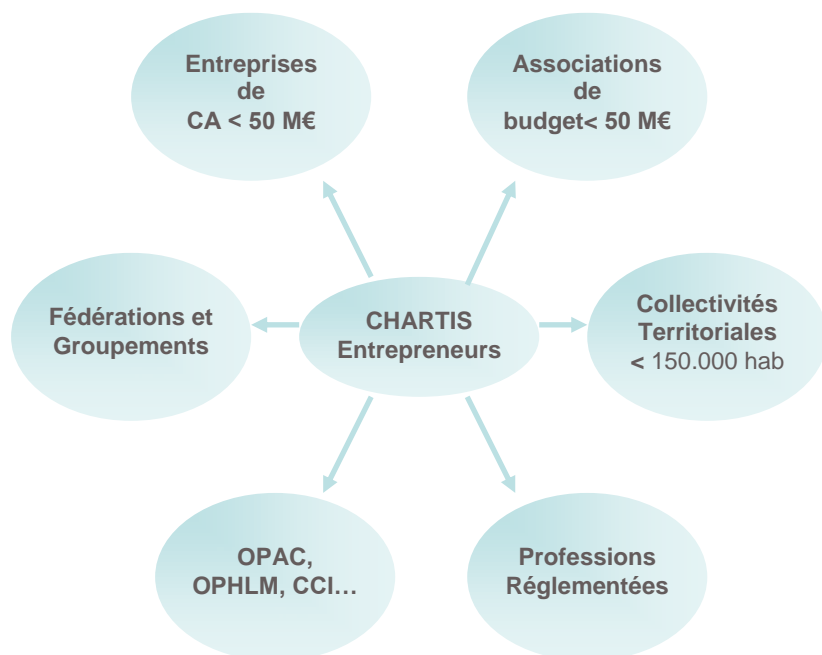 Entreprises
de
CA < 50 M€
Associations
de
budget< 50 M€
Fédérations et
Groupements
CHARTIS
Entrepreneurs
Collectivités
Territoriales
< 150.000 hab
OPAC,
OPHLM, CCI…
Professions
Réglementées